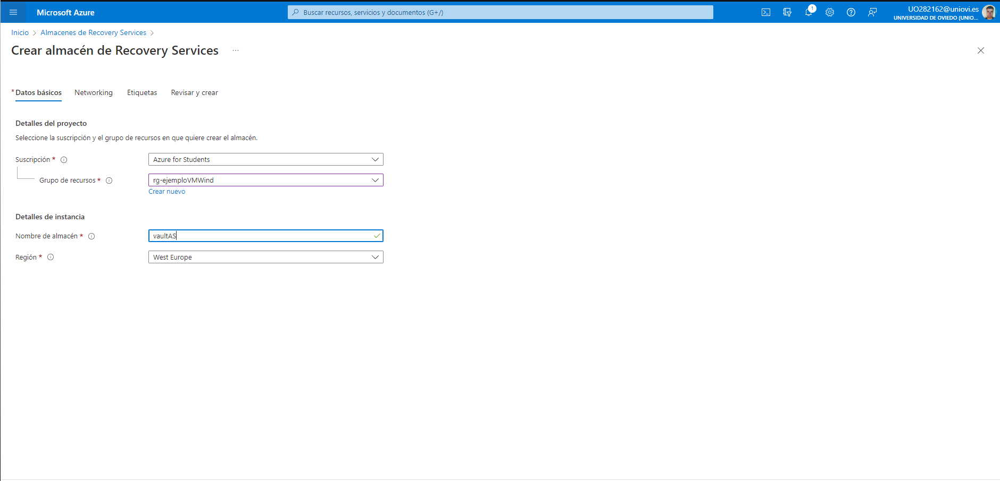 Microsoft Azure
Buscar recursos, servicios y documentos (G+/)
1
UO282162@uniovi.es
UNIVERSIDAD DE OVIEDO (UNIO...
Inicio > Almacenes de Recovery Services >
Crear almacén de Recovery Services ...
* Datos básicos Networking Etiquetas Revisar y crear
Detalles del proyecto
Seleccione la suscripción y el grupo de recursos en que quiere crear el almacén.
Suscripción * Azure for Students
Grupo de recursos * rg-ejemploVMWind
Crear nuevo
Detalles de instancia
Nombre de almacén * vaultAS
Región * West Europe